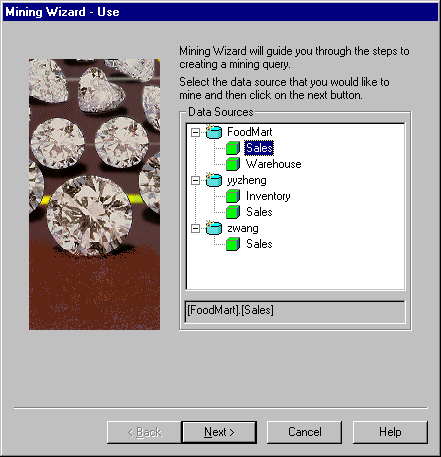 Mining Wizard - Use
Mining Wizard will guide you through the steps to
creating a mining query.
Select the data source that you would like to
mine and then click on the next button.
Data Sources
FoodMart
Sales
Warehouse
yyzheng
Inventory
Sales
zwang
Sales
[FoodMart].[Sales]
< Back
Next >
Cancel
Help